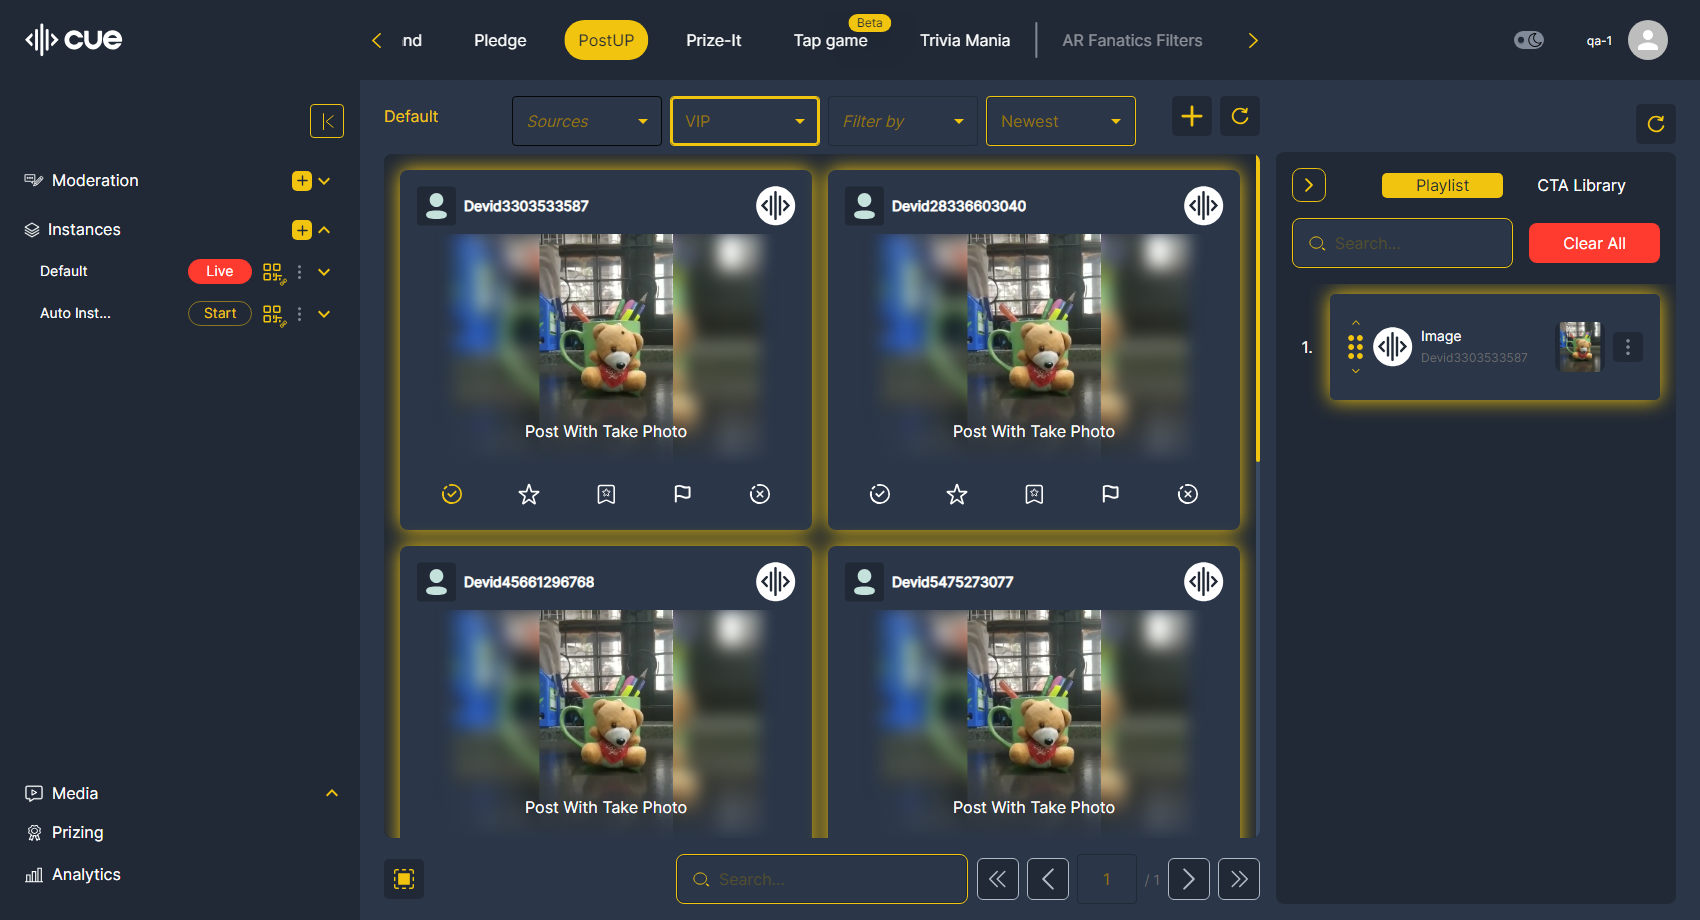 cue
nd
Pledge
PostUP
Prize-It
Tap game
Beta
Trivia Mania
AR Fanatics Filters
qa-1
Moderation
Instances
Default
Live
Auto Inst...
Start
Media
Prizing
Analytics
Default
Sources
VIP
Filter by
Newest
Devid3303533587
Post With Take Photo
Devid28336603040
Post With Take Photo
Devid45661296768
Post With Take Photo
Devid5475273077
Post With Take Photo
Search...
1
/ 1
Playlist
CTA Library
Search...
Clear All
1.
Image
Devid3303533587